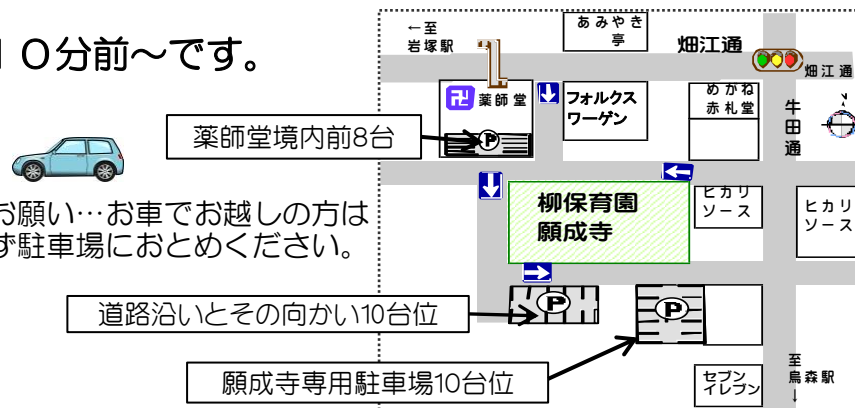 １０分前～です。
お願い…お車でお越しの方は
ず駐車場におとめください。
薬師堂境内前8台
道路沿いとその向かい10台位
願成寺専用駐車場10台位
←至
岩塚駅
あみやき
亭
畑江通
畑江通
卍 薬師堂
フォルクス
ワーゲン
めがね
赤札堂
牛田通
P
柳保育園
願成寺
ヒカリ
ソース
ヒカリ
ソース
P
P
セブン
イレブン
至
烏森駅
↓